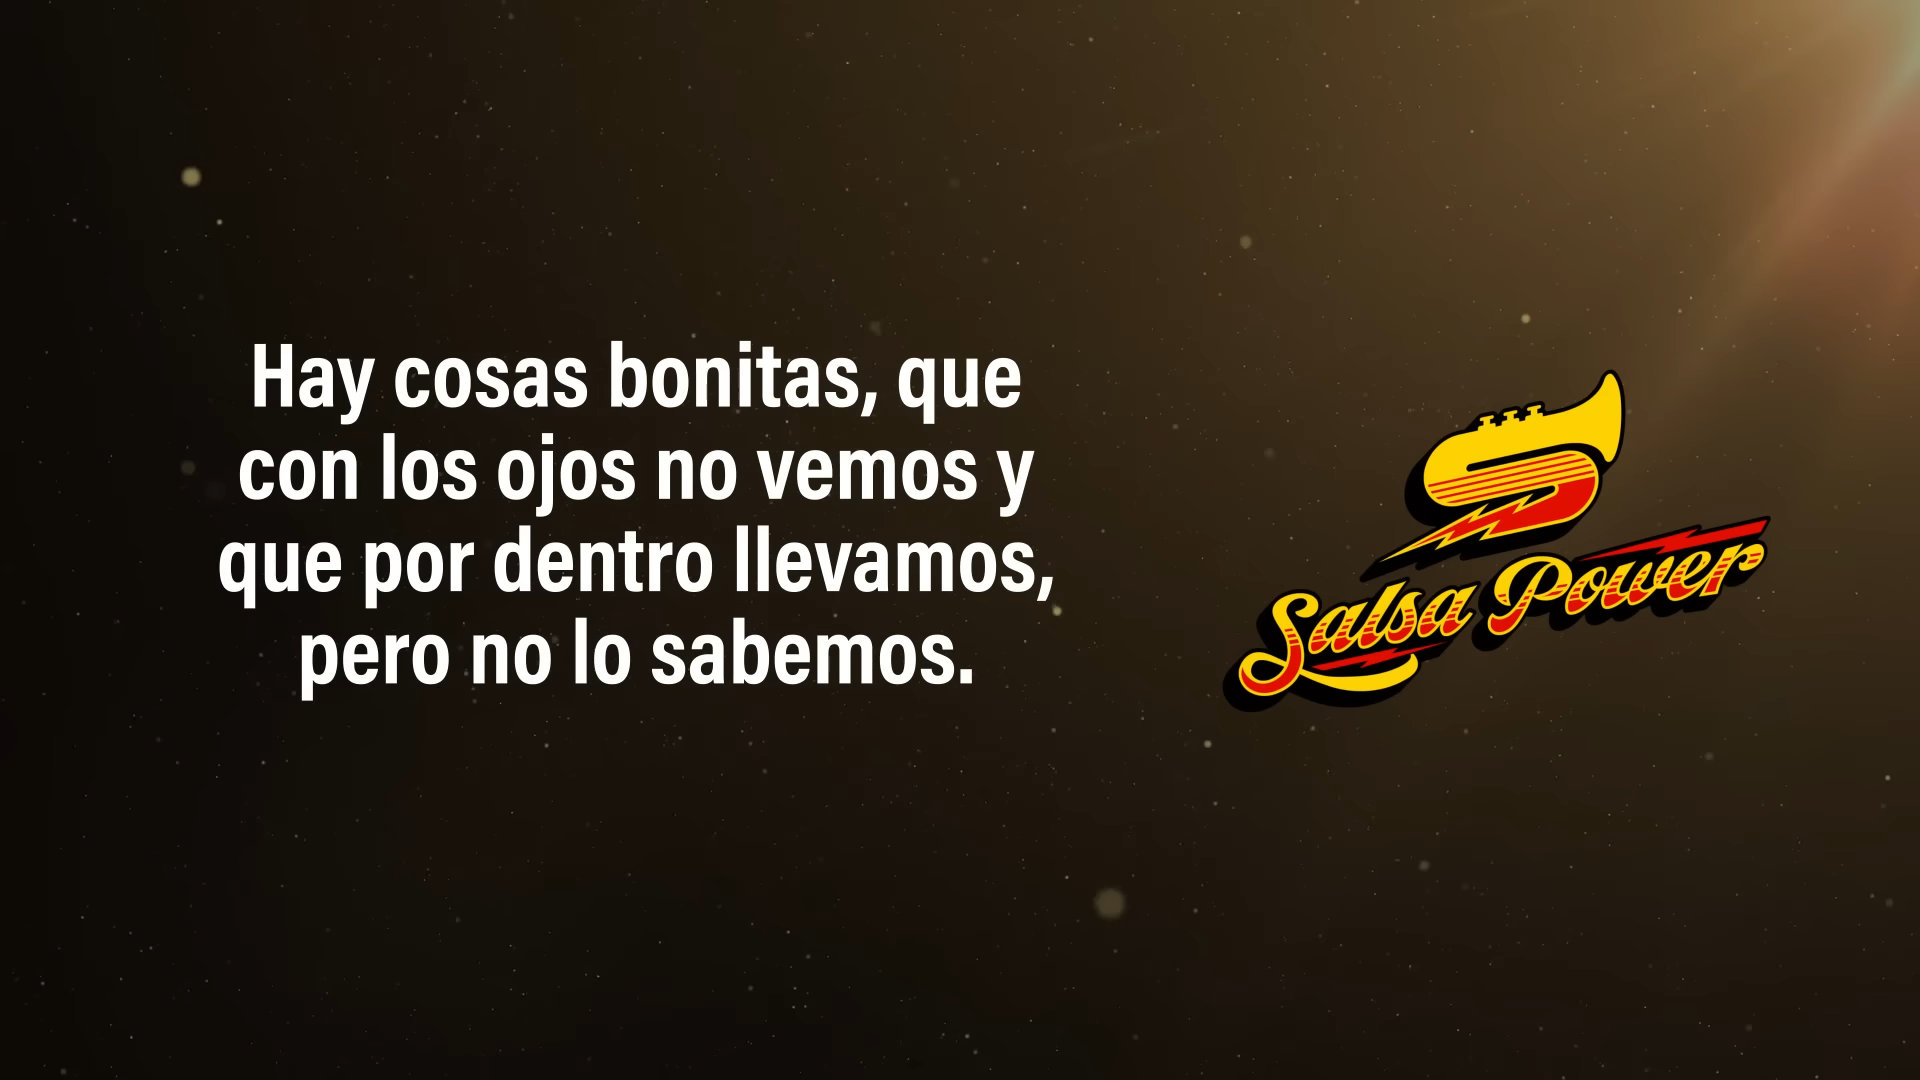 Hay cosas bonitas, que
con los ojos no vemos y
que por dentro llevamos,
pero no lo sabemos.
Salsa Power